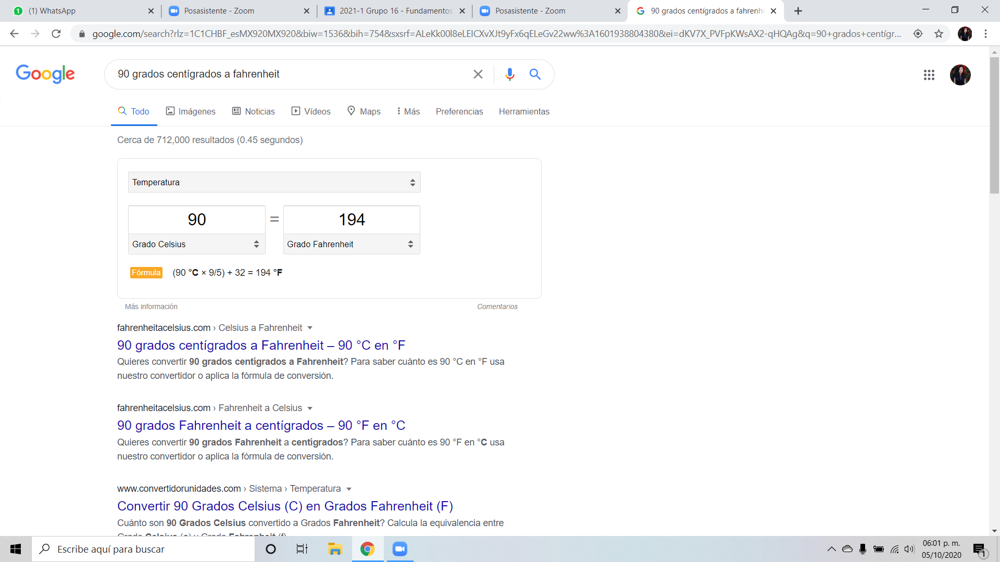 (1) WhatsApp
Posasistente - Zoom
2021-1 Grupo 16 - Fundamentos
Posasistente - Zoom
90 grados centígrados a fahrenhe
google.com/search?rlz=1C1CHBF_esMX920MX920&biw=1536&bih=754&sxsrf=ALeKk00l8eLEICXvXJt9yFx6qELeGv22ww%3A1601938804380&ei=dKV7X_PVFpKWsAX2-qHQAg&q=90+grados+centígr...
Google
90 grados centígrados a fahrenheit
Todo
Imágenes
Noticias
Vídeos
Maps
Más
Preferencias
Herramientas
Cerca de 712,000 resultados (0.45 segundos)
Temperatura
90 = 194
Grado Celsius
Grado Fahrenheit
Fórmula (90 °C × 9/5) + 32 = 194 °F
Más información
Comentarios
fahrenheitacelsius.com › Celsius a Fahrenheit
90 grados centígrados a Fahrenheit – 90 °C en °F
Quieres convertir 90 grados centígrados a Fahrenheit? Para saber cuánto es 90 °C en °F usa
nuestro convertidor o aplica la fórmula de conversión.
fahrenheitacelsius.com › Fahrenheit a Celsius
90 grados Fahrenheit a centígrados – 90 °F en °C
Quieres convertir 90 grados Fahrenheit a centígrados? Para saber cuánto es 90 °F en °C usa
nuestro convertidor o aplica la fórmula de conversión.
www.convertidorunidades.com › Sistema › Temperatura
Convertir 90 Grados Celsius (C) en Grados Fahrenheit (F)
Cuánto son 90 Grados Celsius convertido a Grados Fahrenheit? Calcula la equivalencia entre
Grado Celsius (c) y Grado Fahrenheit (f)
Escribe aquí para buscar
06:01 p. m.
05/10/2020
1